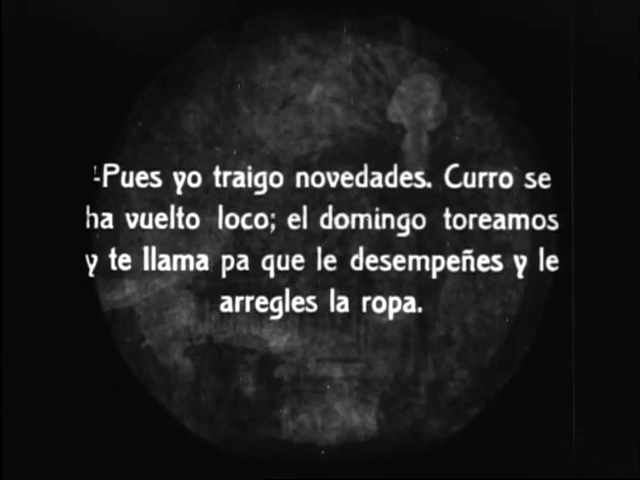 -Pues yo traigo novedades. Curro se
ha vuelto loco; el domingo toreamos
y te llama pa que le desempeñes y le
arregles la ropa.